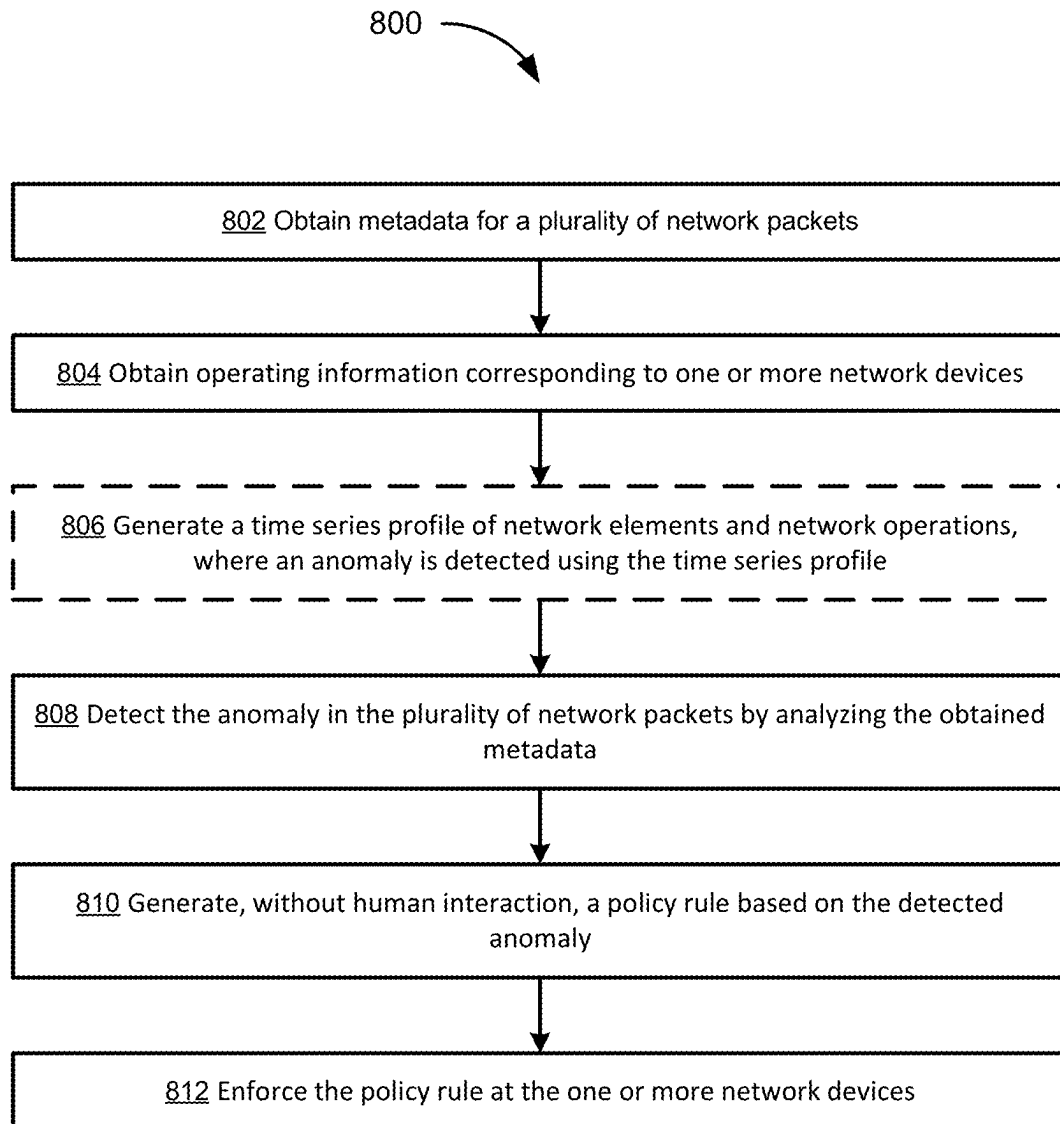 800
802 Obtain metadata for a plurality of network packets
804 Obtain operating information corresponding to one or more network devices
806 Generate a time series profile of network elements and network operations,
where an anomaly is detected using the time series profile
808 Detect the anomaly in the plurality of network packets by analyzing the obtained
metadata
810 Generate, without human interaction, a policy rule based on the detected
anomaly
812 Enforce the policy rule at the one or more network devices